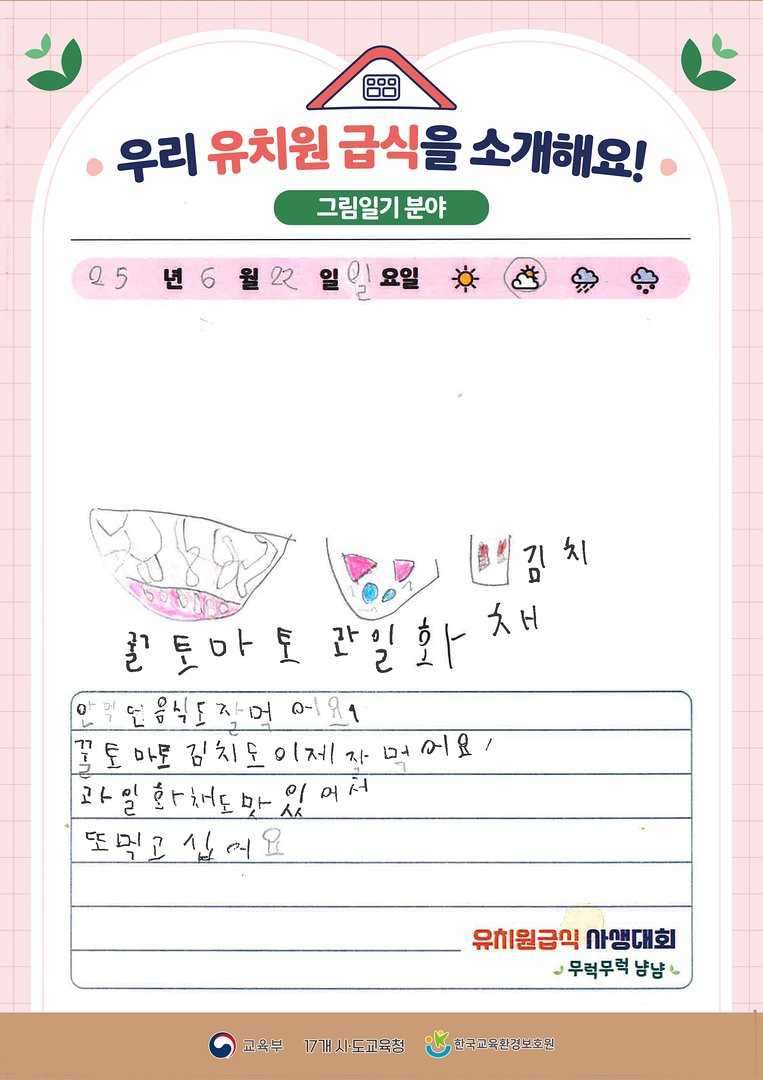 우리 유치원 급식을 소개해요!
그림일기 분야
25 년 6 월 22 일 일 요일
김치
꿀토마토 과일화채
안먹던음식도잘먹어요
꿀토마토김치도이제잘먹어요
과일화채도맛있어서
또먹고십어요
유치원급식 사생대회
무럭무럭 냠냠
교육부 17개 시·도교육청 한국교육환경보호원